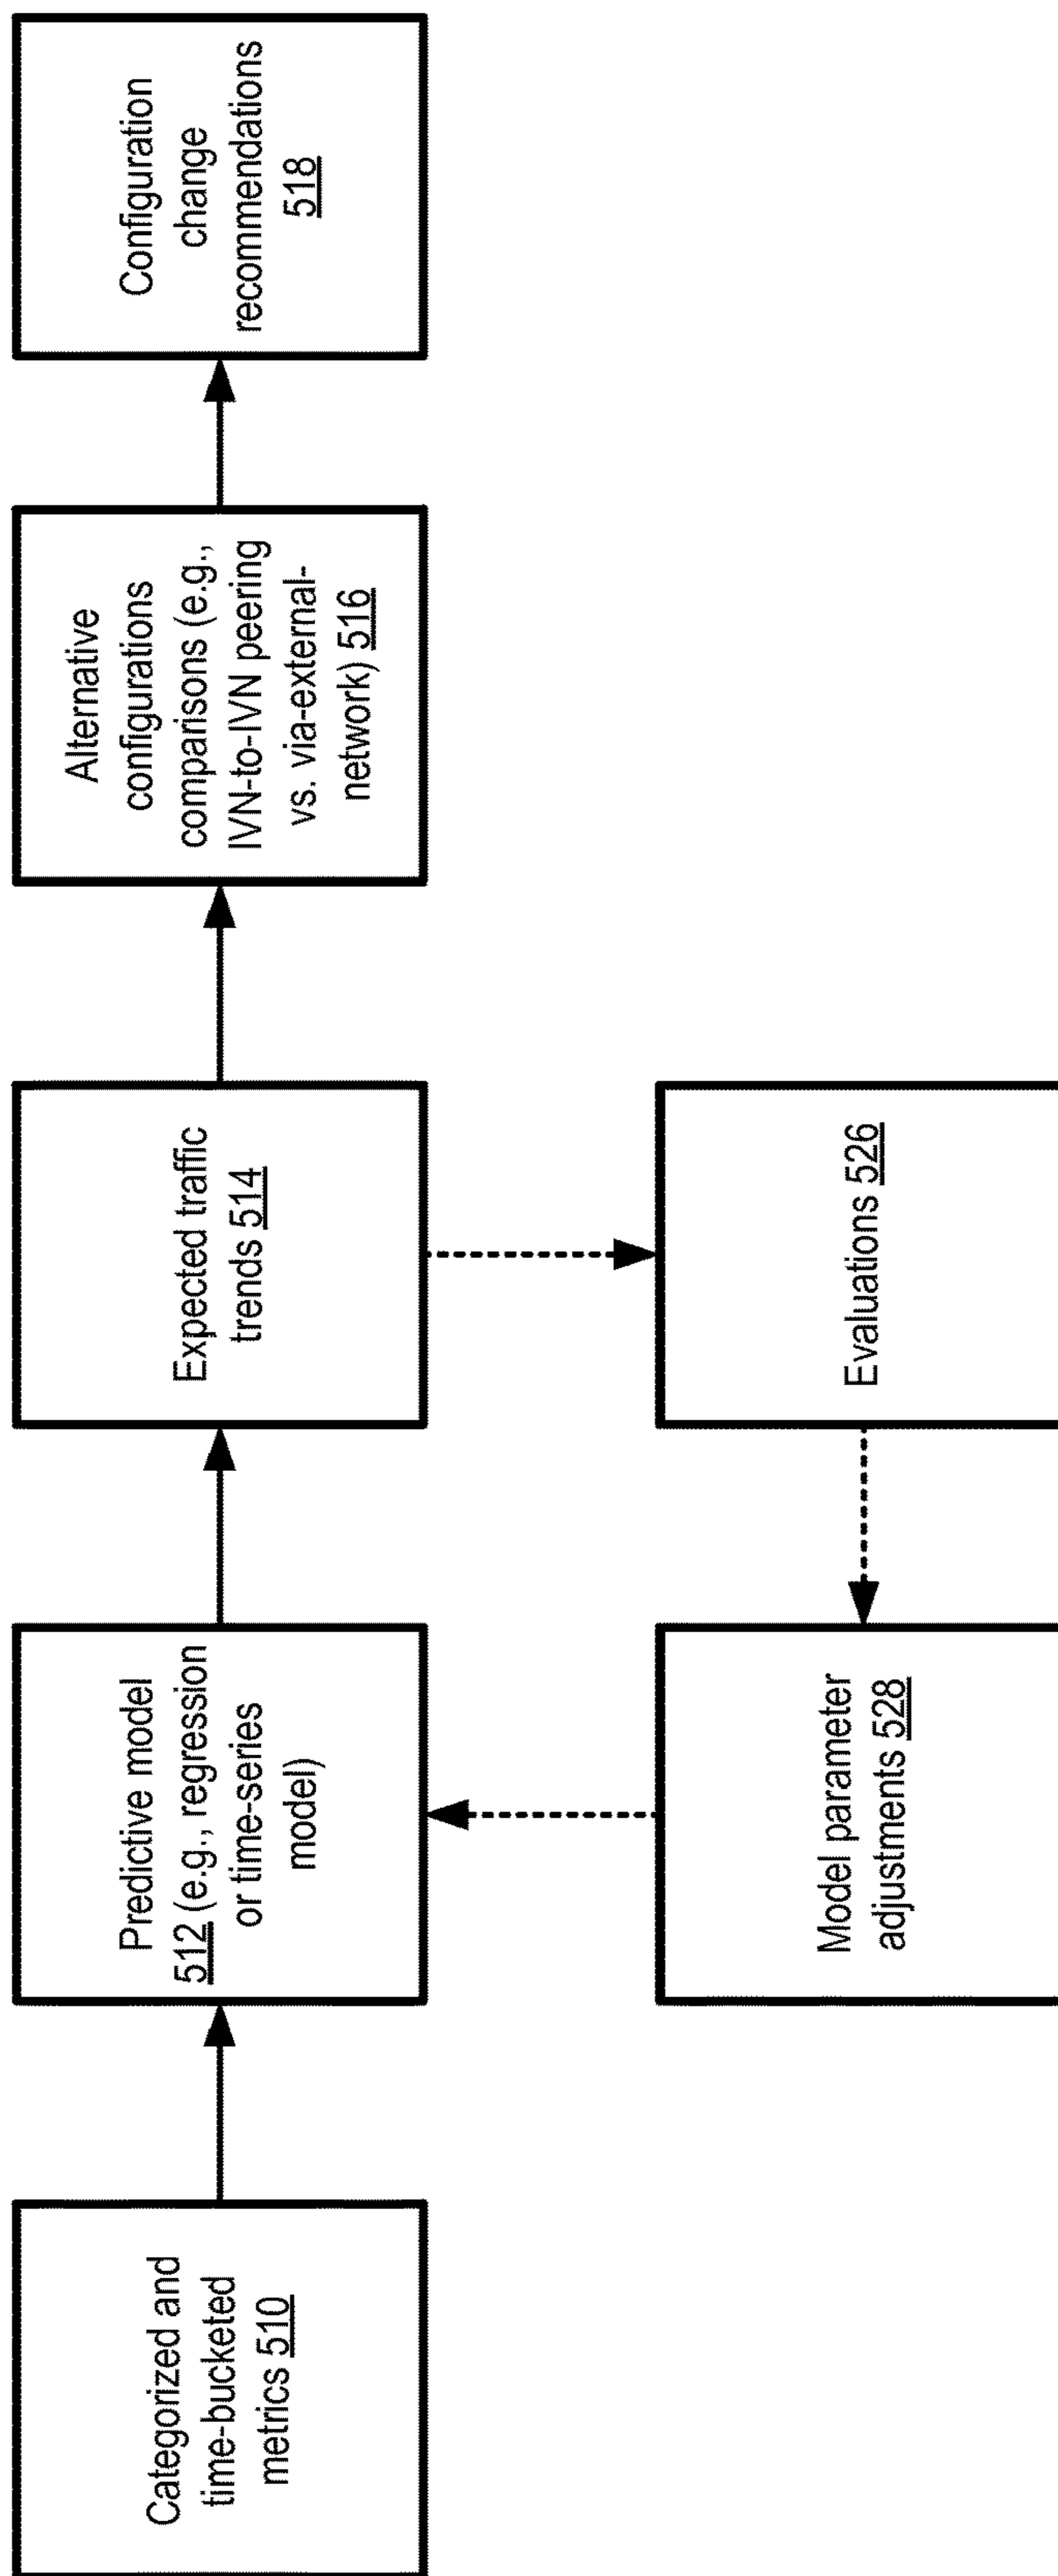 Categorized and
time-bucketed
metrics 510
Predictive model
512 (e.g., regression
or time-series
model)
Expected traffic
trends 514
Alternative
configurations
comparisons (e.g.,
IVN-to-IVN peering
vs. via-external-
network) 516
Configuration
change
recommendations
518
Model parameter
adjustments 528
Evaluations 526